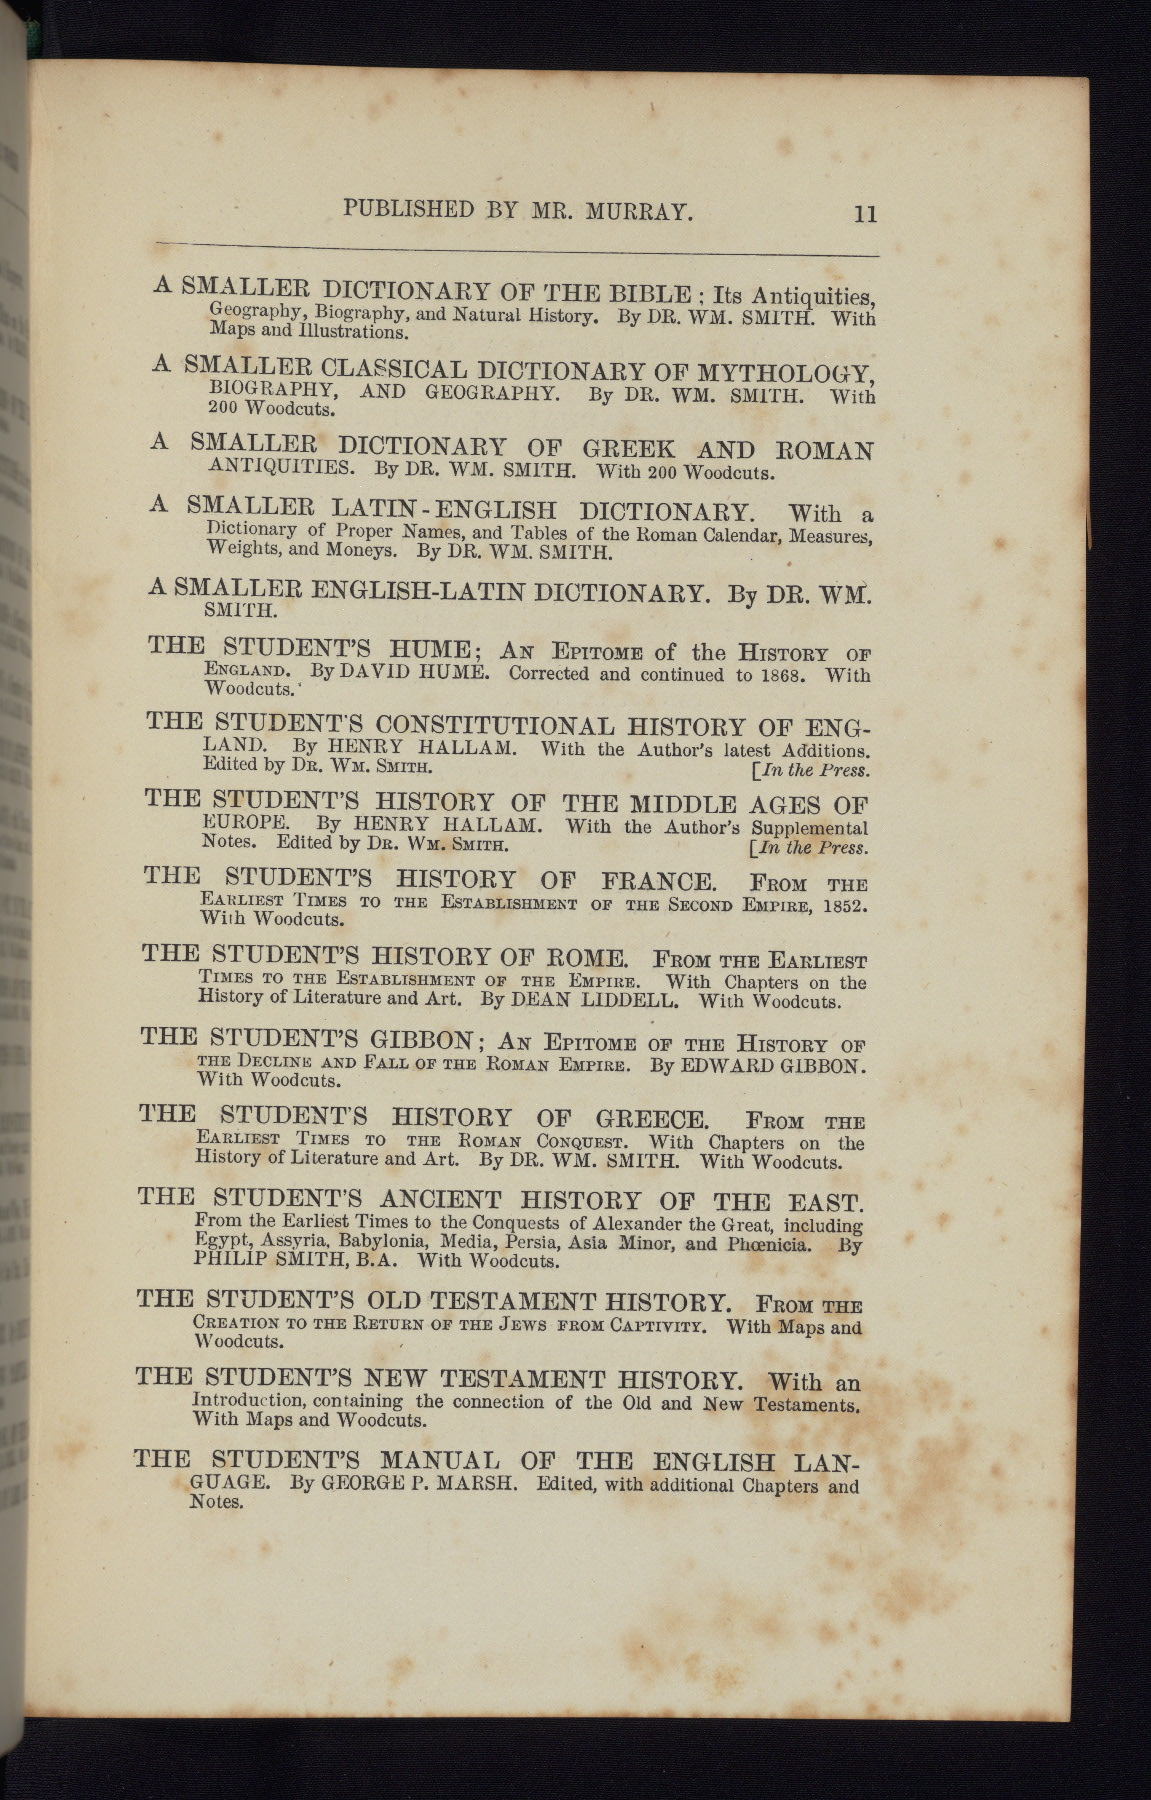 PUBLISHED BY MR. MURRAY. 11
A SMALLER DICTIONARY OF THE BIBLE; Its Antiquities,
Geography, Biography, and Natural History. By DR. WM. SMITH. With
Maps and Illustrations.
A SMALLER CLASSICAL DICTIONARY OF MYTHOLOGY,
BIOGRAPHY, AND GEOGRAPHY. By DR. WM. SMITH. With
200 Woodcuts.
A SMALLER DICTIONARY OF GREEK AND ROMAN
ANTIQUITIES. By DR. WM. SMITH. With 200 Woodcuts.
A SMALLER LATIN-ENGLISH DICTIONARY. With a
Dictionary of Proper Names, and Tables of the Roman Calendar, Measures,
Weights, and Moneys. By DR. WM. SMITH.
A SMALLER ENGLISH-LATIN DICTIONARY. By DR. WM.
SMITH.
THE STUDENT'S HUME; AN EPITOME of the HISTORY OF
ENGLAND. By DAVID HUME. Corrected and continued to 1868. With
Woodcuts.
THE STUDENT'S CONSTITUTIONAL HISTORY OF ENG-
LAND. By HENRY HALLAM. With the Author's latest Additions.
Edited by DR. WM. SMITH. [In the Press.
THE STUDENT'S HISTORY OF THE MIDDLE AGES OF
EUROPE. By HENRY HALLAM. With the Author's Supplemental
Notes. Edited by DR. WM. SMITH. [In the Press.
THE STUDENT'S HISTORY OF FRANCE. FROM THE
EARLIEST TIMES TO THE ESTABLISHMENT OF THE SECOND EMPIRE, 1852.
With Woodcuts.
THE STUDENT'S HISTORY OF ROME. FROM THE EARLIEST
TIMES TO THE ESTABLISHMENT OF THE EMPIRE. With Chapters on the
History of Literature and Art. By DEAN LIDDELL. With Woodcuts.
THE STUDENT'S GIBBON; AN EPITOME OF THE HISTORY OF
THE DECLINE AND FALL OF THE ROMAN EMPIRE. By EDWARD GIBBON.
With Woodcuts.
THE STUDENT'S HISTORY OF GREECE. FROM THE
EARLIEST TIMES TO THE ROMAN CONQUEST. With Chapters on the
History of Literature and Art. By DR. WM. SMITH. With Woodcuts.
THE STUDENT'S ANCIENT HISTORY OF THE EAST.
From the Earliest Times to the Conquests of Alexander the Great, including
Egypt, Assyria, Babylonia, Media, Persia, Asia Minor, and Phœnicia. By
PHILIP SMITH, B.A. With Woodcuts.
THE STUDENT'S OLD TESTAMENT HISTORY. FROM THE
CREATION TO THE RETURN OF THE JEWS FROM CAPTIVITY. With Maps and
Woodcuts.
THE STUDENT'S NEW TESTAMENT HISTORY. With an
Introduction, containing the connection of the Old and New Testaments.
With Maps and Woodcuts.
THE STUDENT'S MANUAL OF THE ENGLISH LAN-
GUAGE. By GEORGE P. MARSH. Edited, with additional Chapters and
Notes.